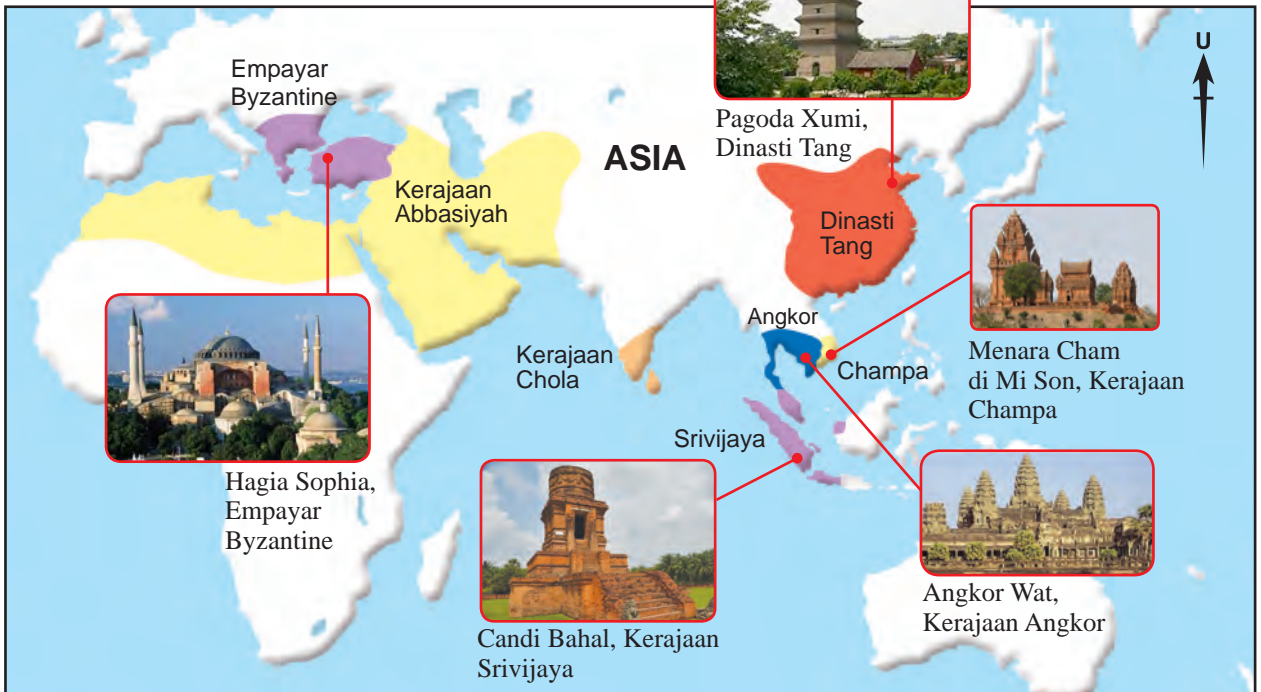 U
Empayar
Byzantine
Pagoda Xumi,
Dinasti Tang
ASIA
Kerajaan
Abbasiyah
Dinasti
Tang
Angkor
Kerajaan
Chola
Champa
Menara Cham
di Mi Son, Kerajaan
Champa
Srivijaya
Hagia Sophia,
Empayar
Byzantine
Angkor Wat,
Kerajaan Angkor
Candi Bahal, Kerajaan
Srivijaya